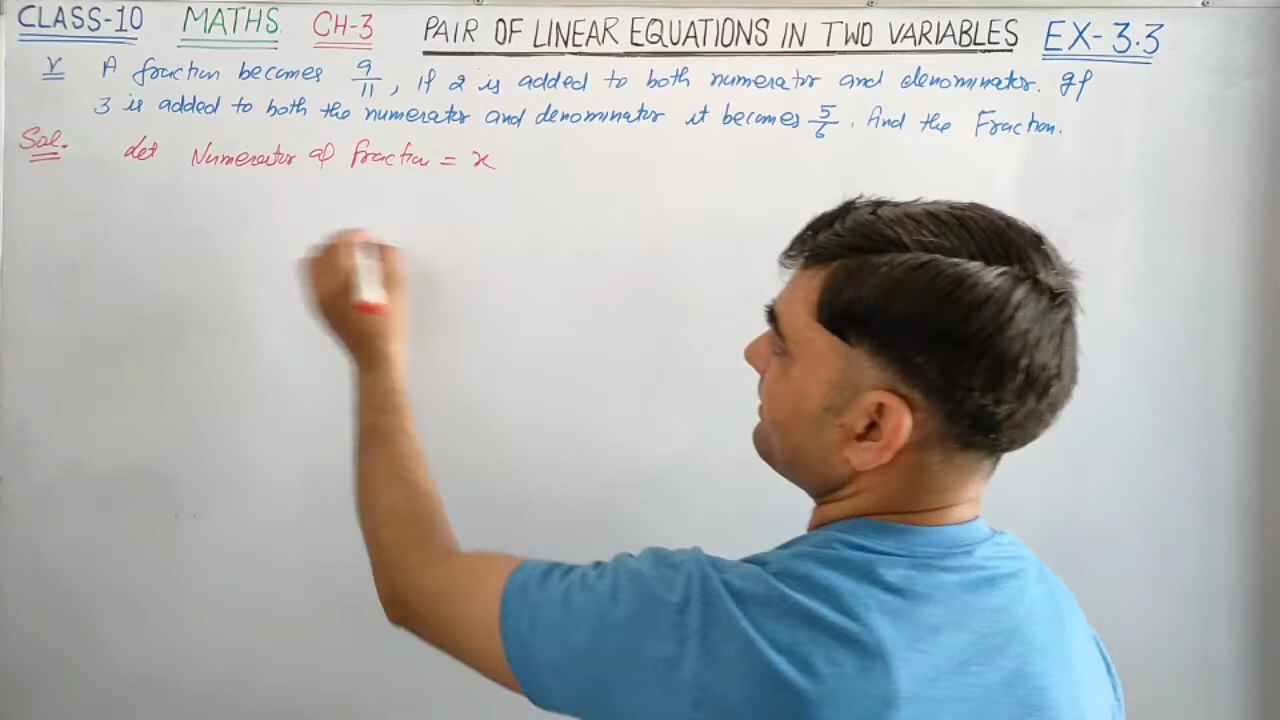 CLASS-10 MATHS CH-3 PAIR OF LINEAR EQUATIONS IN TWO VARIABLES EX-3.3
V A fraction becomes 9/11, if 2 is added to both numerator and denominator. If
3 is added to both the numerator and denominator it becomes 5/6. Find the Fraction.
Sol. Let Numerator of fraction = x